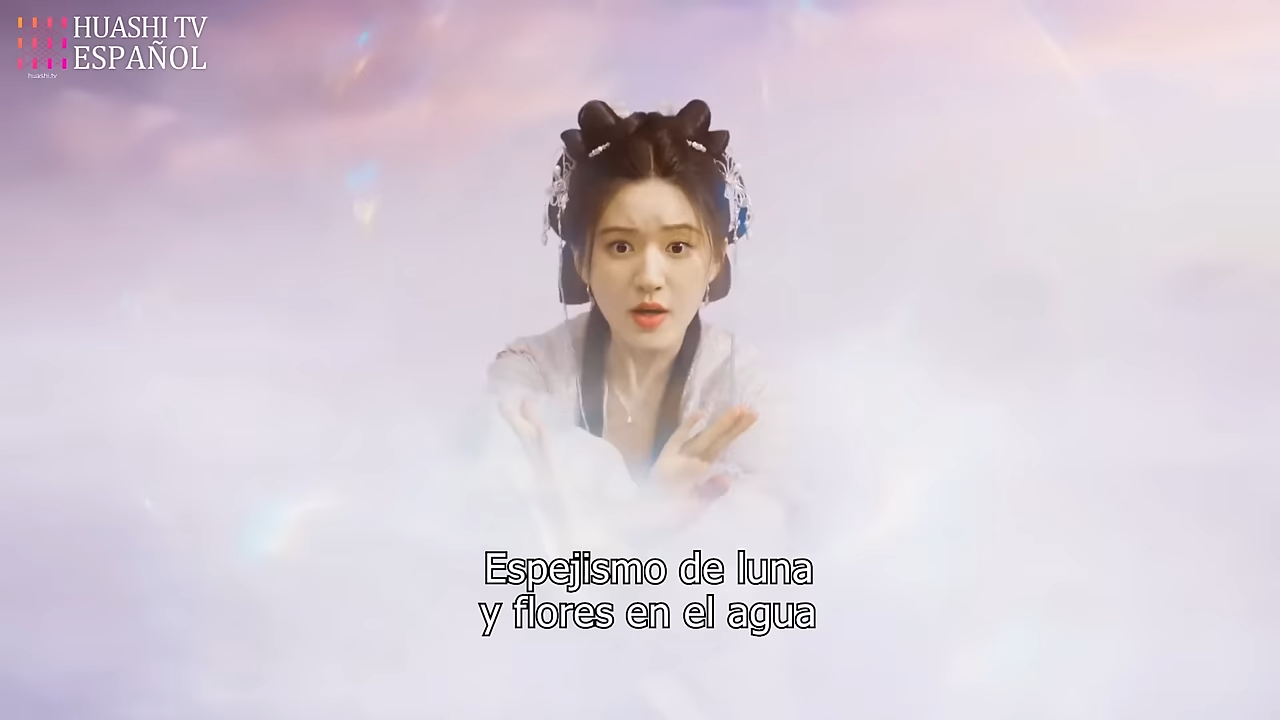 HUASHI TV
ESPAÑOL
huashi.tv
Espejismo de luna
y flores en el agua